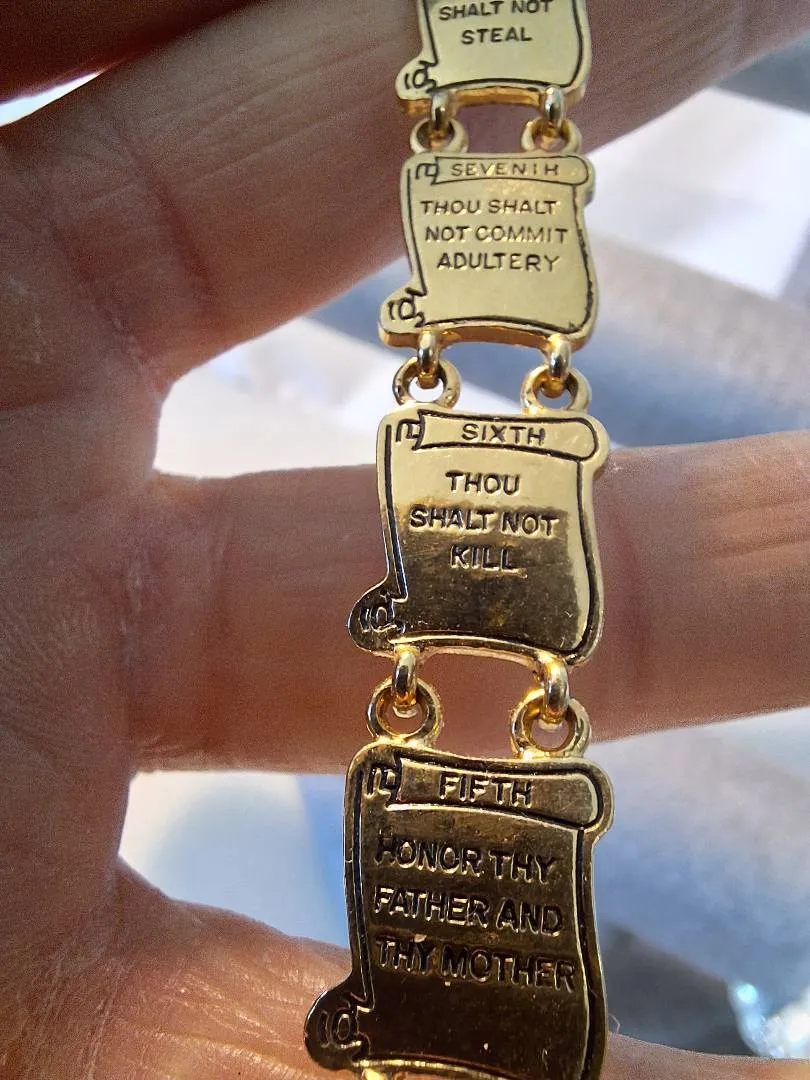 SHALT NOT
STEAL
SEVENTH
THOU SHALT
NOT COMMIT
ADULTERY
SIXTH
THOU
SHALT NOT
KILL
FIFTH
HONOR THY
FATHER AND
THY MOTHER